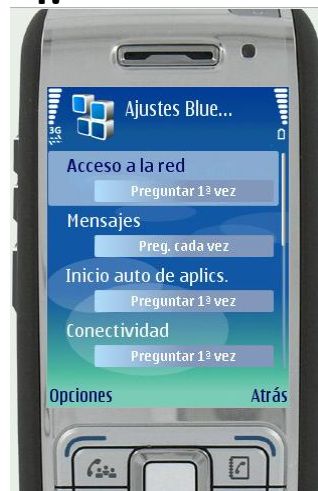 3G
Ajustes Blue...
Acceso a la red
Preguntar 1ª vez
Mensajes
Preg. cada vez
Inicio auto de aplics.
Preguntar 1ª vez
Conectividad
Preguntar 1ª vez
Opciones
Atrás